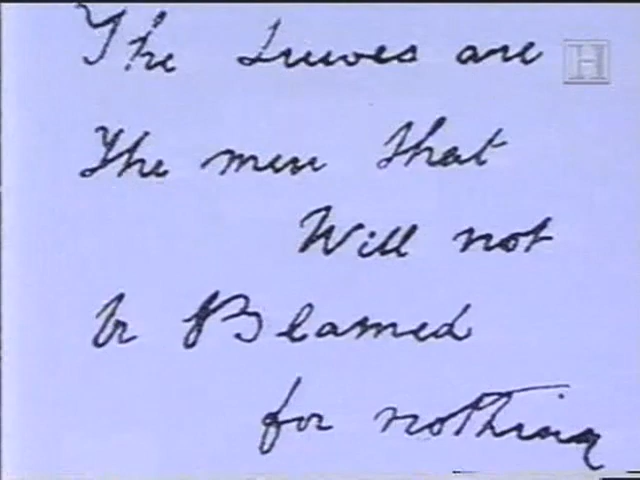 The Juwes are
H
The men that
Will not
be Blamed
for nothing